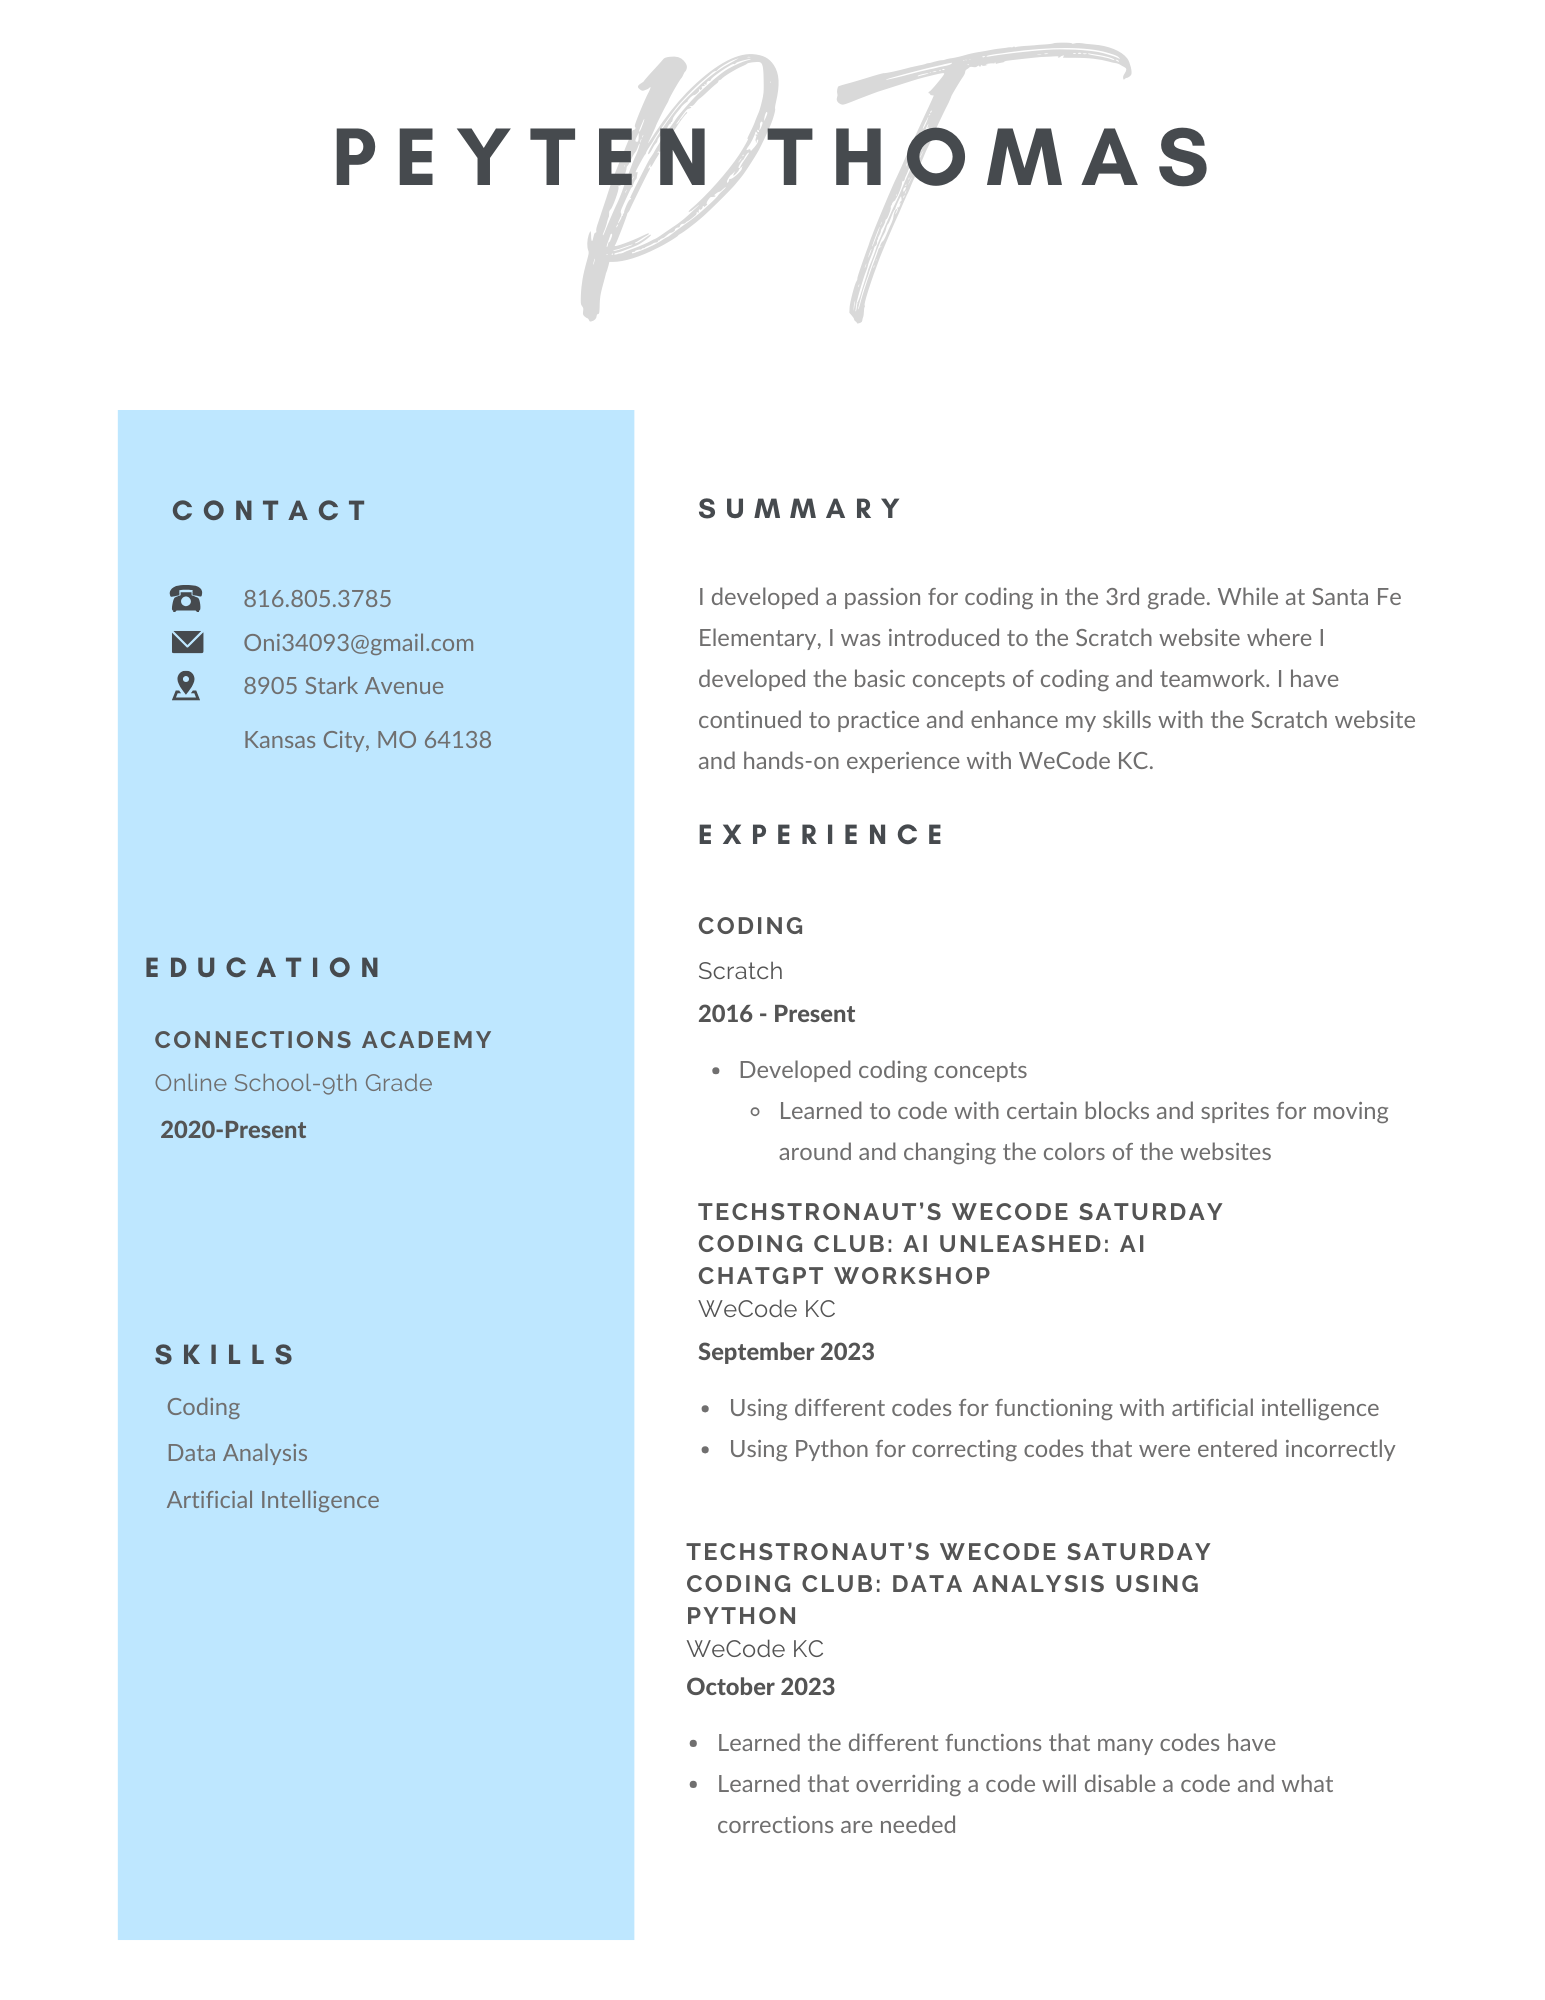 PT
PEYTEN THOMAS
CONTACT
816.805.3785
Oni34093@gmail.com
8905 Stark Avenue
Kansas City, MO 64138
EDUCATION
CONNECTIONS ACADEMY
Online School-9th Grade
2020-Present
SKILLS
Coding
Data Analysis
Artificial Intelligence
SUMMARY
I developed a passion for coding in the 3rd grade. While at Santa Fe
Elementary, I was introduced to the Scratch website where I
developed the basic concepts of coding and teamwork. I have
continued to practice and enhance my skills with the Scratch website
and hands-on experience with WeCode KC.
EXPERIENCE
CODING
Scratch
2016 - Present
• Developed coding concepts
◦ Learned to code with certain blocks and sprites for moving
around and changing the colors of the websites
TECHSTRONAUT’S WECODE SATURDAY
CODING CLUB: AI UNLEASHED: AI
CHATGPT WORKSHOP
WeCode KC
September 2023
• Using different codes for functioning with artificial intelligence
• Using Python for correcting codes that were entered incorrectly
TECHSTRONAUT’S WECODE SATURDAY
CODING CLUB: DATA ANALYSIS USING
PYTHON
WeCode KC
October 2023
• Learned the different functions that many codes have
• Learned that overriding a code will disable a code and what
corrections are needed